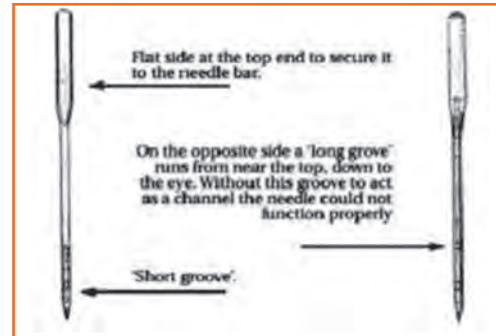 Flat side at the top end to secure it
to the needle bar.
On the opposite side a "long grove"
runs from near the top, down to
the eye. Without this groove to act
as a channel the needle could not
function properly
"Short groove".